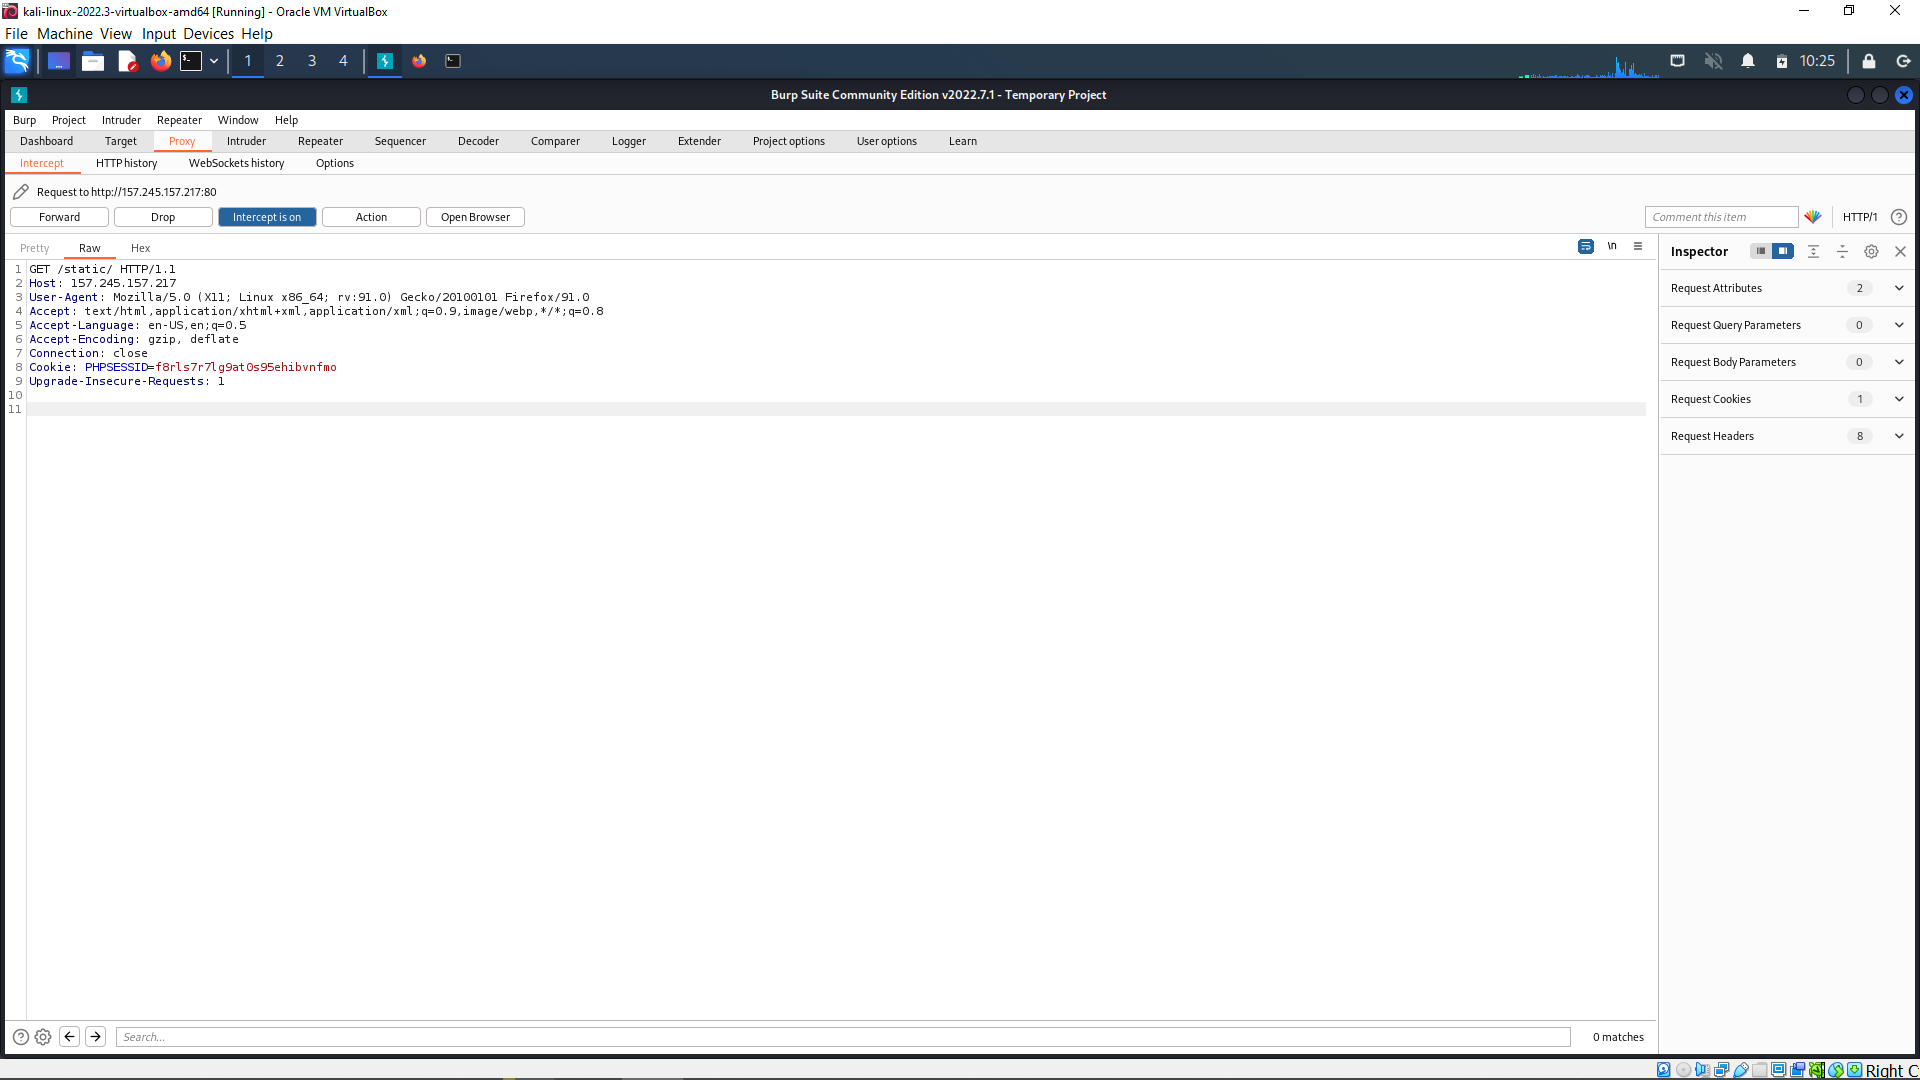 kali-linux-2022.3-virtualbox-amd64 [Running] - Oracle VM VirtualBox
File Machine View Input Devices Help
1 2 3 4 10:25
Burp Suite Community Edition v2022.7.1 - Temporary Project
Burp Project Intruder Repeater Window Help
Dashboard Target Proxy Intruder Repeater Sequencer Decoder Comparer Logger Extender Project options User options Learn
Intercept HTTP history WebSockets history Options
Request to http://157.245.157.217:80
Forward Drop Intercept is on Action Open Browser Comment this item HTTP/1 ?
Pretty Raw Hex \n
Inspector
1 GET /static/ HTTP/1.1
2 Host: 157.245.157.217
3 User-Agent: Mozilla/5.0 (X11; Linux x86_64; rv:91.0) Gecko/20100101 Firefox/91.0
4 Accept: text/html,application/xhtml+xml,application/xml;q=0.9,image/webp,*/*;q=0.8
5 Accept-Language: en-US,en;q=0.5
6 Accept-Encoding: gzip, deflate
7 Connection: close
8 Cookie: PHPSESSID=f8rls7r7lg9at0s95ehibvnfmo
9 Upgrade-Insecure-Requests: 1
10
11
Request Attributes 2
Request Query Parameters 0
Request Body Parameters 0
Request Cookies 1
Request Headers 8
? Search... 0 matches
Right C